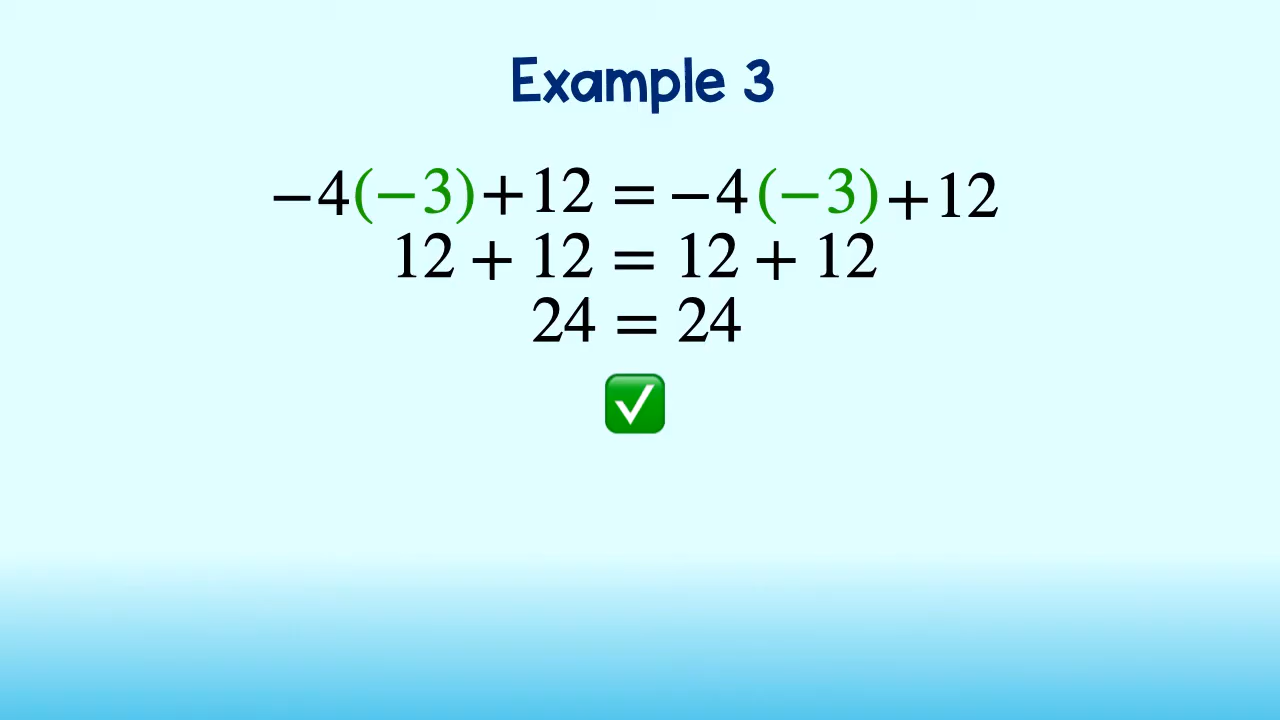 Example 3
−4(−3)+12 = −4(−3)+12
12 + 12 = 12 + 12
24 = 24